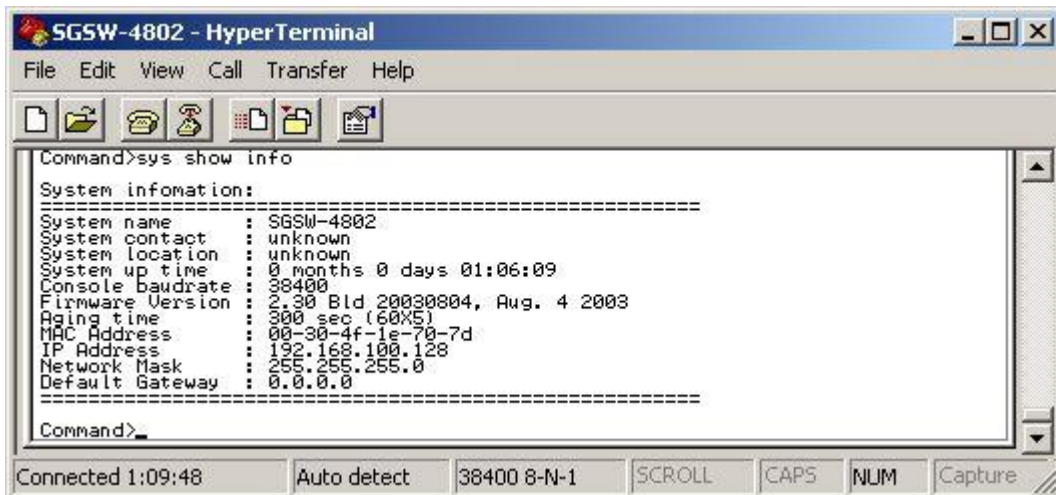 SGSW-4802 - HyperTerminal
File Edit View Call Transfer Help
Command>sys show info
System infomation:
============================================================
System name : SGSW-4802
System contact : unknown
System location : unknown
System up time : 0 months 0 days 01:06:09
Console baudrate : 38400
Firmware Version : 2.30 Bld 20030804, Aug. 4 2003
Aging time : 300 sec (60X5)
MAC Address : 00-30-4f-1e-70-7d
IP Address : 192.168.100.128
Network Mask : 255.255.255.0
Default Gateway : 0.0.0.0
============================================================
Command>_
Connected 1:09:48 Auto detect 38400 8-N-1 SCROLL CAPS NUM Capture